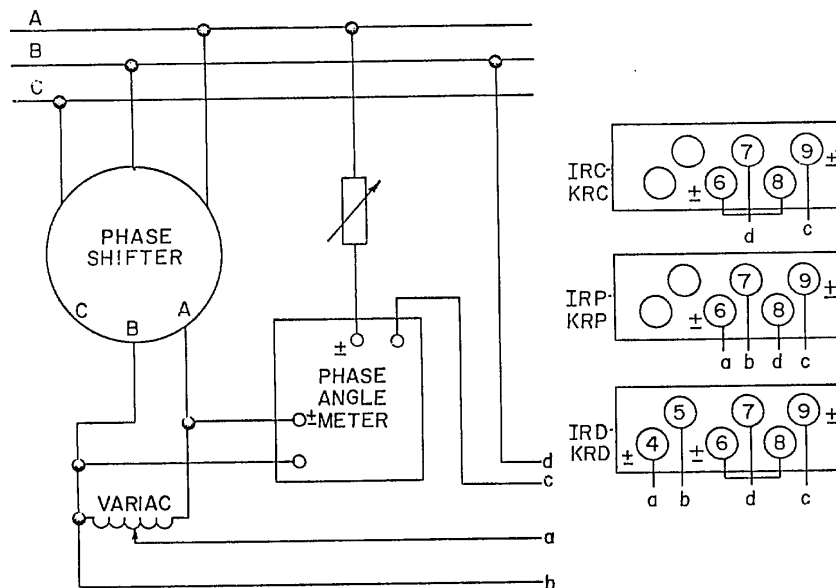 A
B
C
PHASE
SHIFTER
C
B
A
±
PHASE
ANGLE
METER
±
VARIAC
d
c
a
b
IRC-
KRC
7
9
±
±
6
8
d
c
IRP-
KRP
7
9
±
±
6
8
a b d c
IRD-
KRD
5
7
9
±
4
±
6
8
±
a b d c